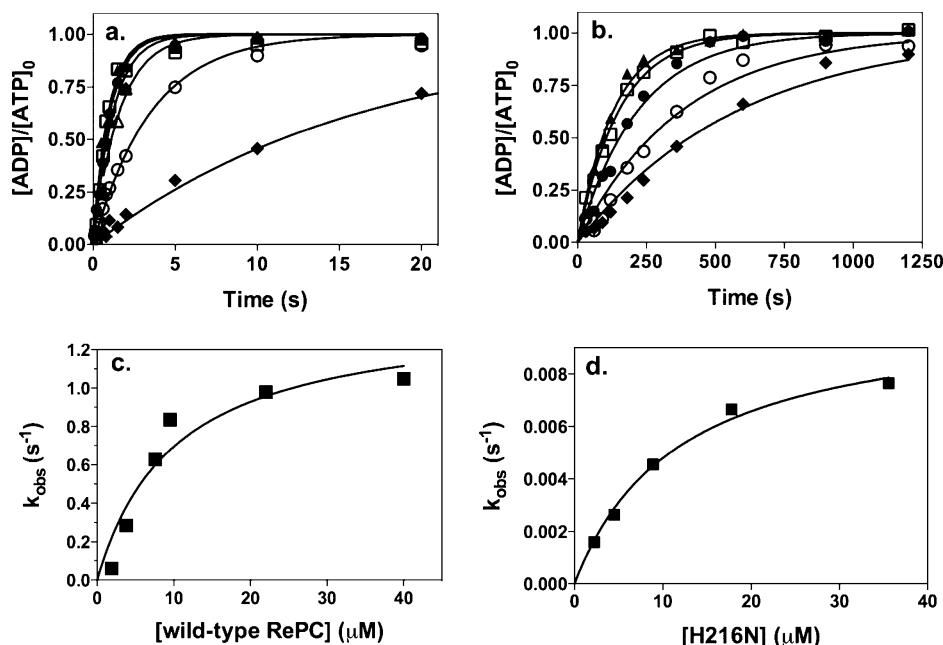 a.
[ADP]/[ATP]₀
1.00
0.75
0.50
0.25
0.00
0 5 10 15 20
Time (s)
b.
[ADP]/[ATP]₀
1.00
0.75
0.50
0.25
0.00
0 250 500 750 1000 1250
Time (s)
c.
k_obs (s⁻¹)
1.2
1.0
0.8
0.6
0.4
0.2
0.0
0 10 20 30 40
[wild-type RePC] (μM)
d.
k_obs (s⁻¹)
0.008
0.006
0.004
0.002
0.000
0 10 20 30 40
[H216N] (μM)